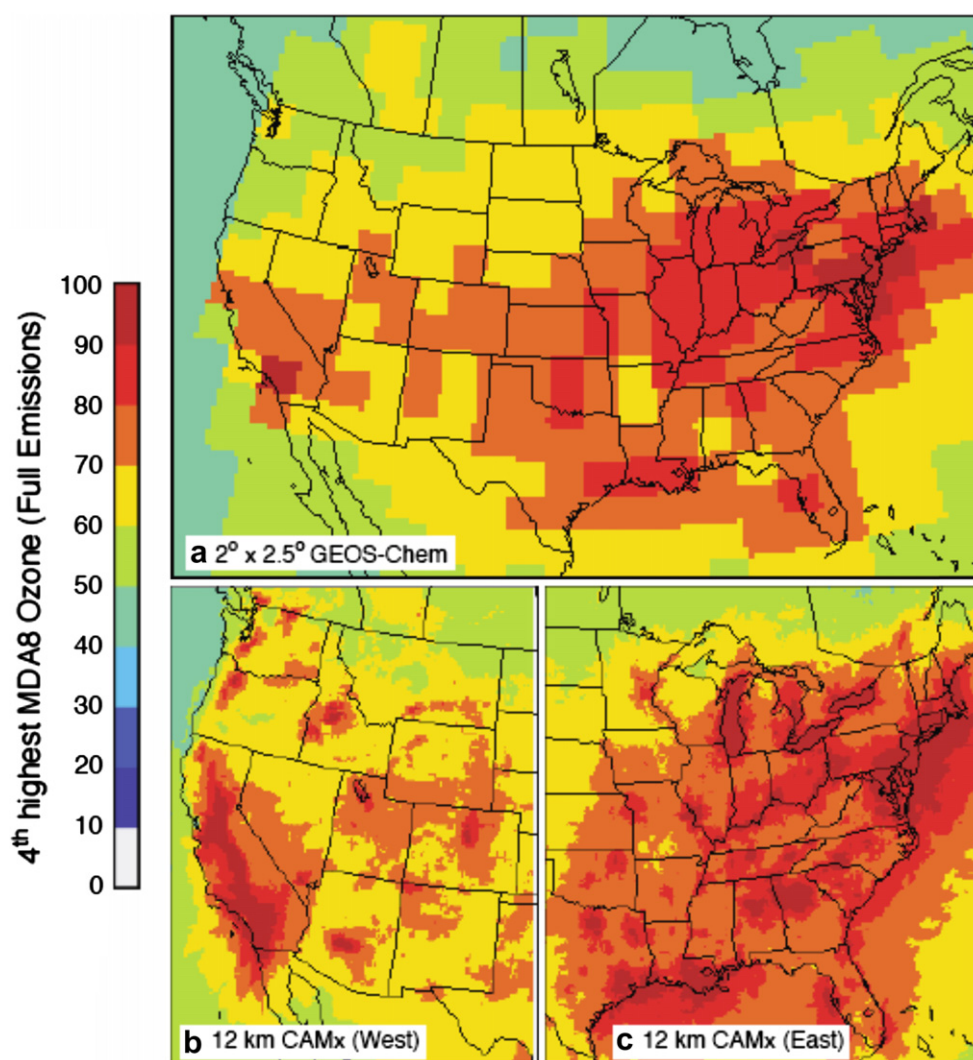 4th highest MDA8 Ozone (Full Emissions)
100
90
80
70
60
50
40
30
20
10
0
a 2° x 2.5° GEOS-Chem
b 12 km CAMx (West)
c 12 km CAMx (East)